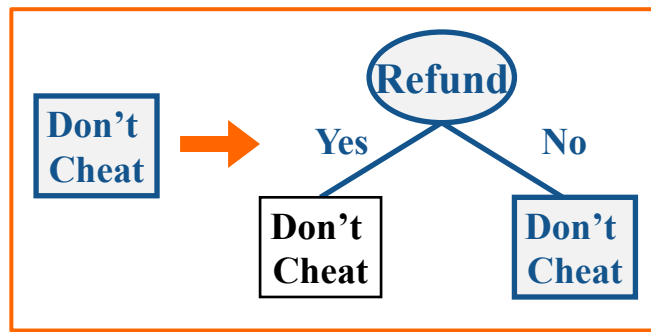 Refund
Don’t
Cheat
Yes
No
Don’t
Cheat
Don’t
Cheat